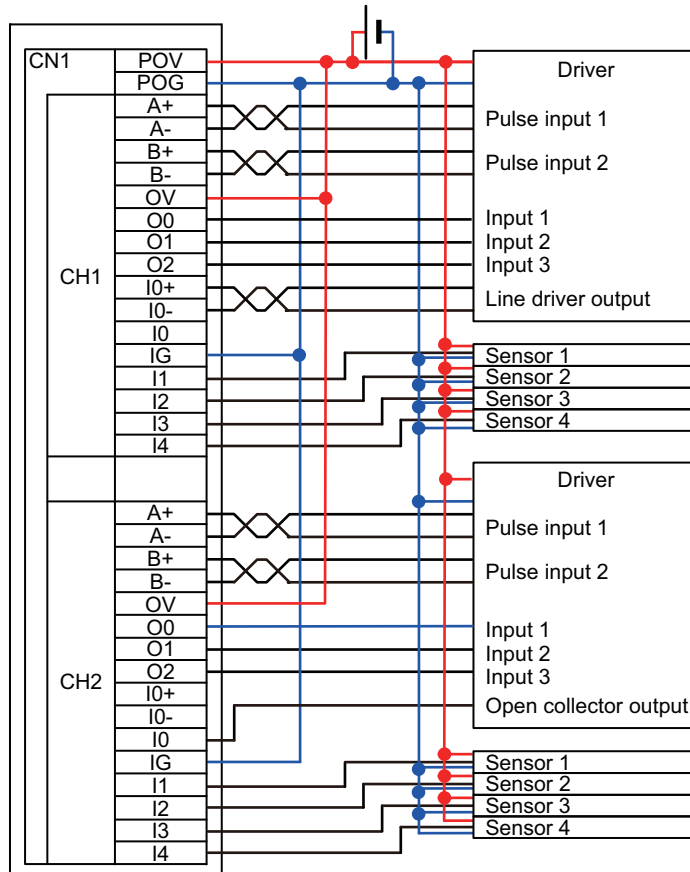 CN1
POV
POG
Driver
CH1
A+
A-
Pulse input 1
B+
B-
Pulse input 2
OV
O0
Input 1
O1
Input 2
O2
Input 3
I0+
I0-
Line driver output
I0
IG
I1
Sensor 1
I2
Sensor 2
I3
Sensor 3
I4
Sensor 4
Driver
CH2
A+
A-
Pulse input 1
B+
B-
Pulse input 2
OV
O0
Input 1
O1
Input 2
O2
Input 3
I0+
I0-
Open collector output
I0
IG
I1
Sensor 1
I2
Sensor 2
I3
Sensor 3
I4
Sensor 4